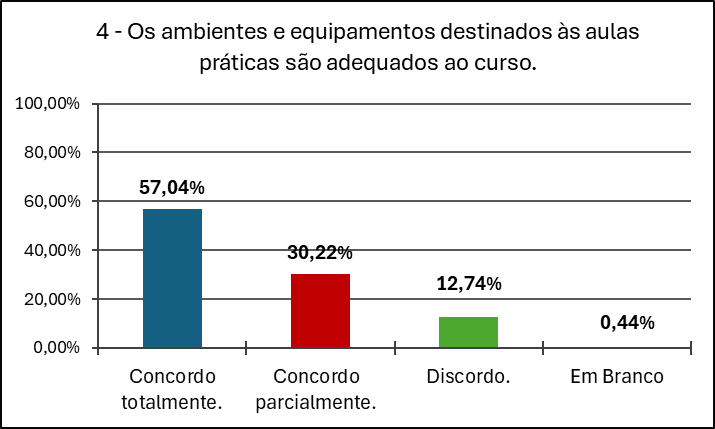 4 - Os ambientes e equipamentos destinados às aulas
práticas são adequados ao curso.
100,00%
80,00%
60,00%
40,00%
20,00%
0,00%
57,04%
30,22%
12,74%
0,44%
Concordo
totalmente.
Concordo
parcialmente.
Discordo.
Em Branco